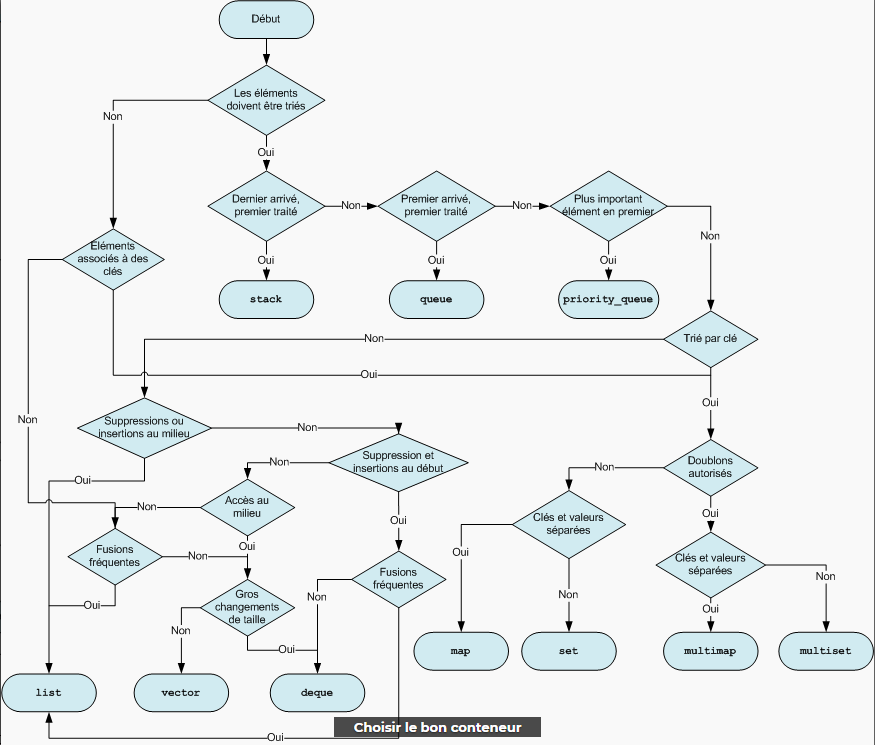 Début
Les éléments
doivent être triés
Non
Oui
Dernier arrivé,
premier traité
Non
Premier arrivé,
premier traité
Non
Plus important
élément en premier
Non
Oui
Oui
Oui
Éléments
associés à des
clés
stack
queue
priority_queue
Non
Trié par clé
Oui
Oui
Non
Suppressions ou
insertions au milieu
Non
Suppression et
insertions au début
Doublons
autorisés
Non
Non
Oui
Oui
Accès au
milieu
Non
Oui
Clés et valeurs
séparées
Oui
Fusions
fréquentes
Non
Oui
Clés et valeurs
séparées
Non
Fusions
fréquentes
Gros
changements
de taille
Non
Non
Oui
Oui
Non
Oui
map
set
multimap
multiset
list
vector
deque
Choisir le bon conteneur
Oui